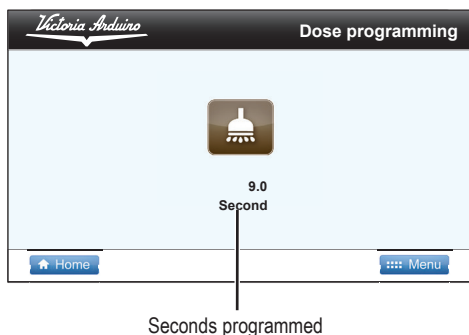 Victoria Arduino
Dose programming
9.0
Second
Home
Menu
Seconds programmed